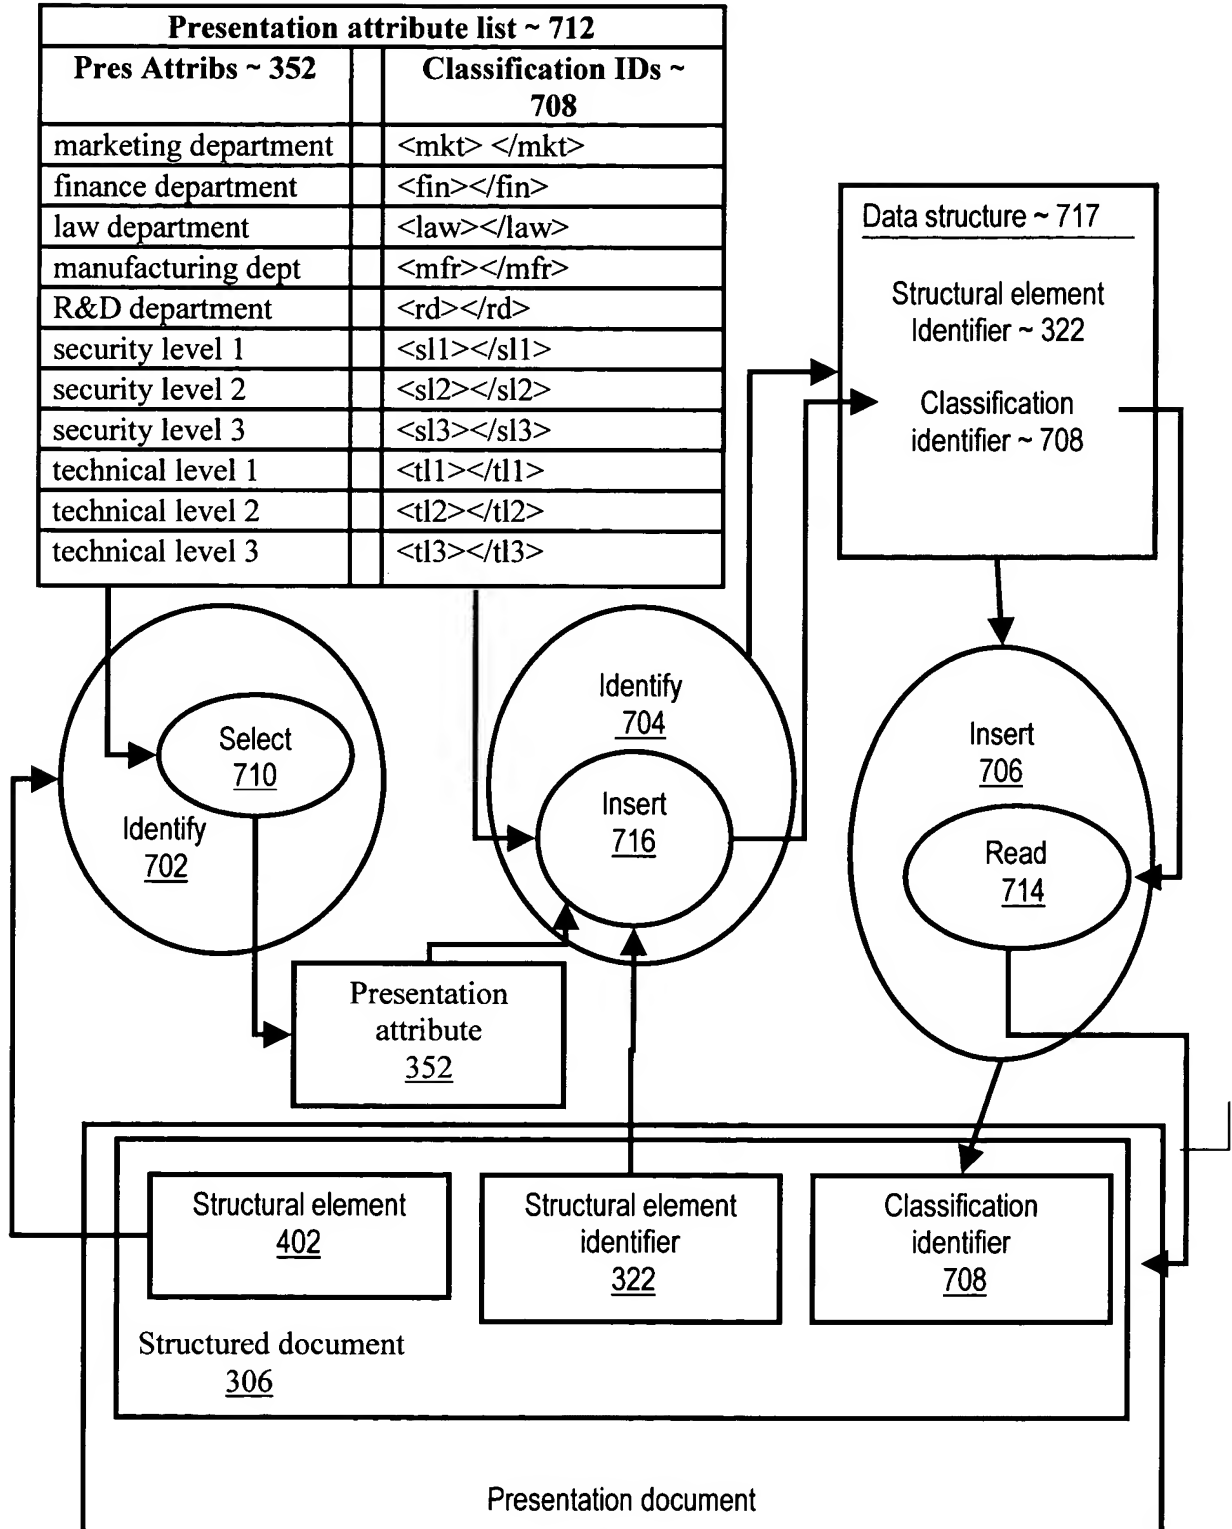 Presentation attribute list ~ 712
Pres Attribs ~ 352
Classification IDs ~
708
marketing department <mkt> </mkt>
finance department <fin></fin>
law department <law></law>
manufacturing dept <mfr></mfr>
R&D department <rd></rd>
security level 1 <sl1></sl1>
security level 2 <sl2></sl2>
security level 3 <sl3></sl3>
technical level 1 <tl1></tl1>
technical level 2 <tl2></tl2>
technical level 3 <tl3></tl3>
Data structure ~ 717
Structural element
Identifier ~ 322
Classification
identifier ~ 708
Select
710
Identify
702
Identify
704
Insert
716
Insert
706
Read
714
Presentation
attribute
352
Structural element
402
Structural element
identifier
322
Classification
identifier
708
Structured document
306
Presentation document